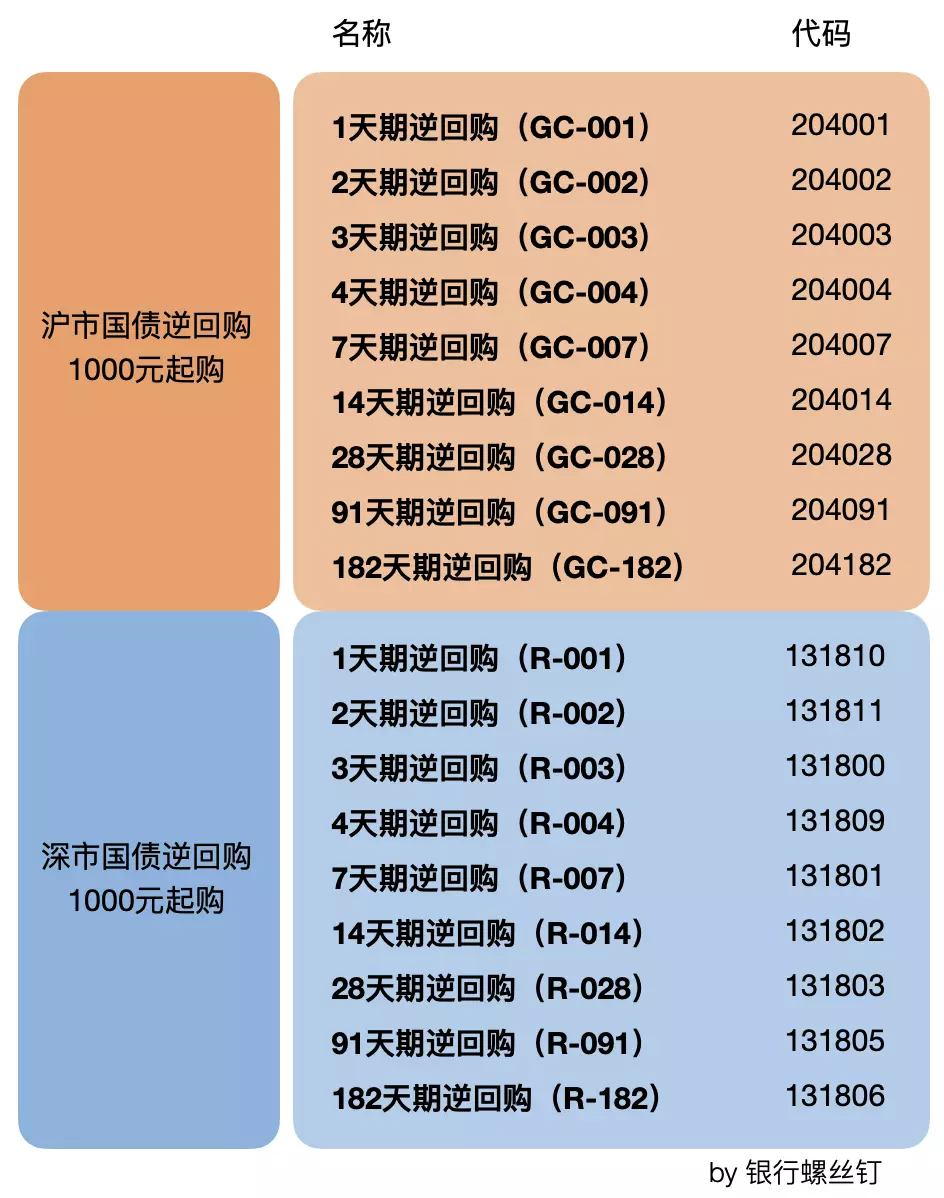 名称 代码
沪市国债逆回购
1000元起购
1天期逆回购（GC-001） 204001
2天期逆回购（GC-002） 204002
3天期逆回购（GC-003） 204003
4天期逆回购（GC-004） 204004
7天期逆回购（GC-007） 204007
14天期逆回购（GC-014） 204014
28天期逆回购（GC-028） 204028
91天期逆回购（GC-091） 204091
182天期逆回购（GC-182） 204182
深市国债逆回购
1000元起购
1天期逆回购（R-001） 131810
2天期逆回购（R-002） 131811
3天期逆回购（R-003） 131800
4天期逆回购（R-004） 131809
7天期逆回购（R-007） 131801
14天期逆回购（R-014） 131802
28天期逆回购（R-028） 131803
91天期逆回购（R-091） 131805
182天期逆回购（R-182） 131806
by 银行螺丝钉